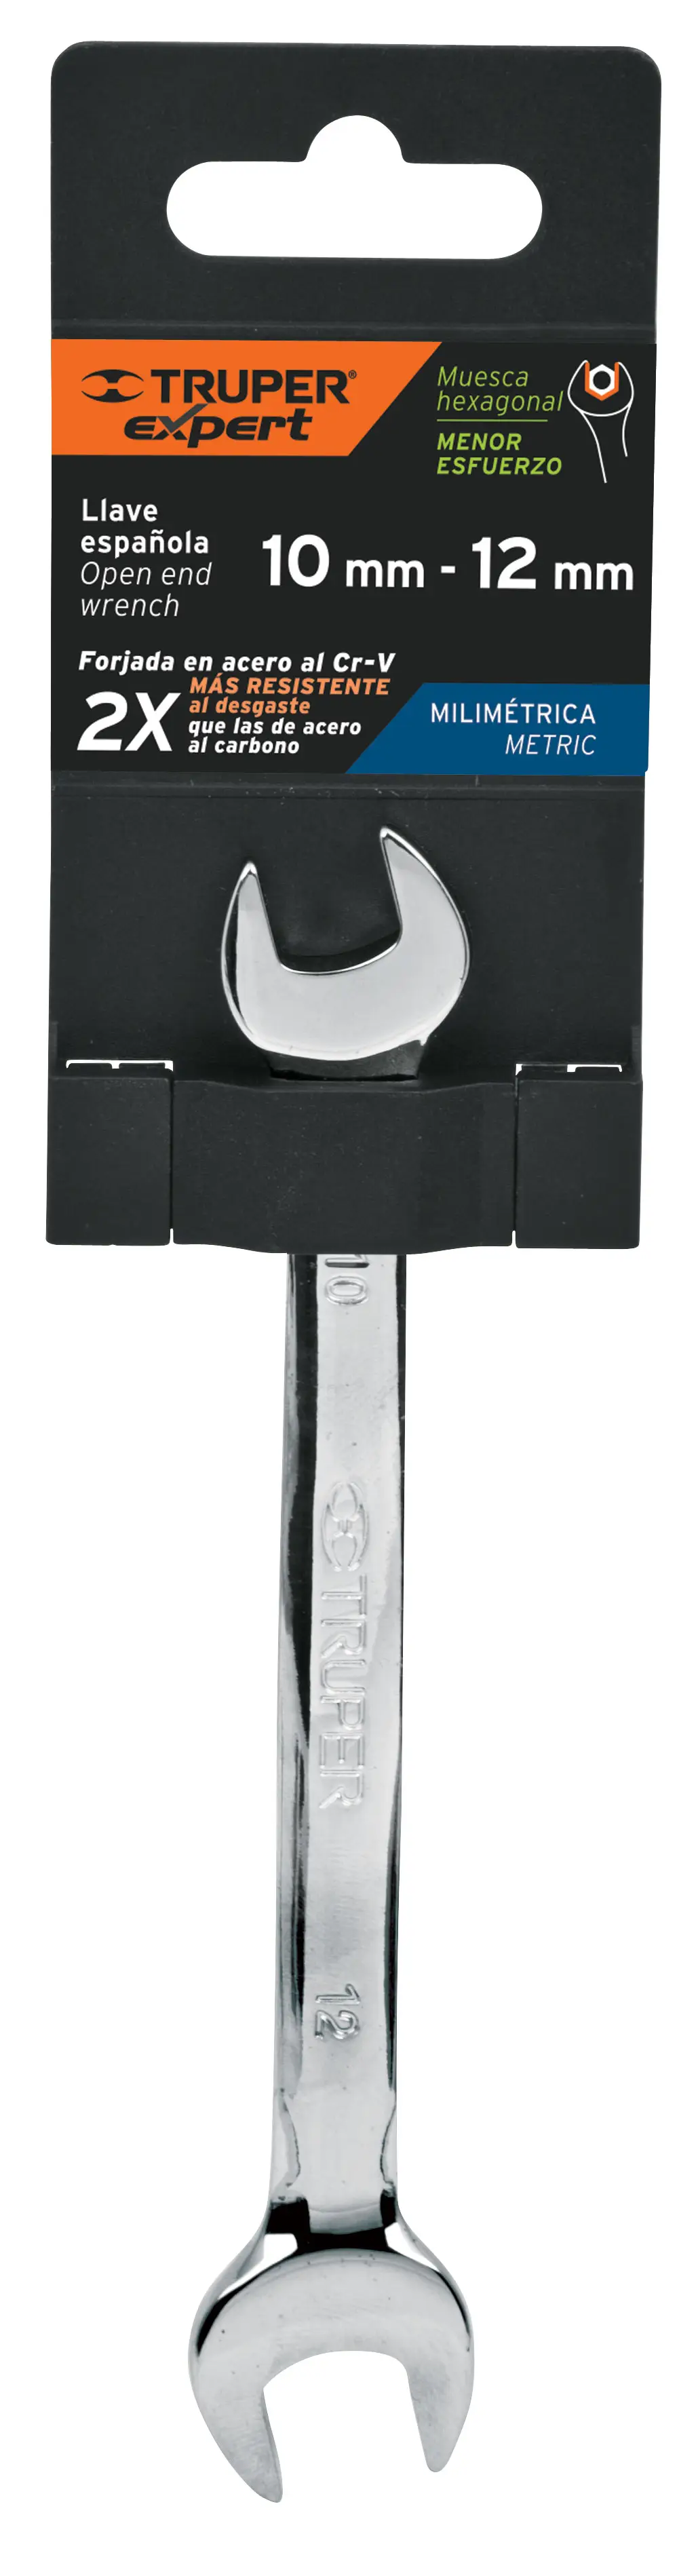 TRUPER®
expert
Muesca
hexagonal
MENOR
ESFUERZO
Llave
española
Open end
wrench
10 mm - 12 mm
Forjada en acero al Cr-V
2X
MÁS RESISTENTE
al desgaste
que las de acero
al carbono
MILIMÉTRICA
METRIC
10
TRUPER
12